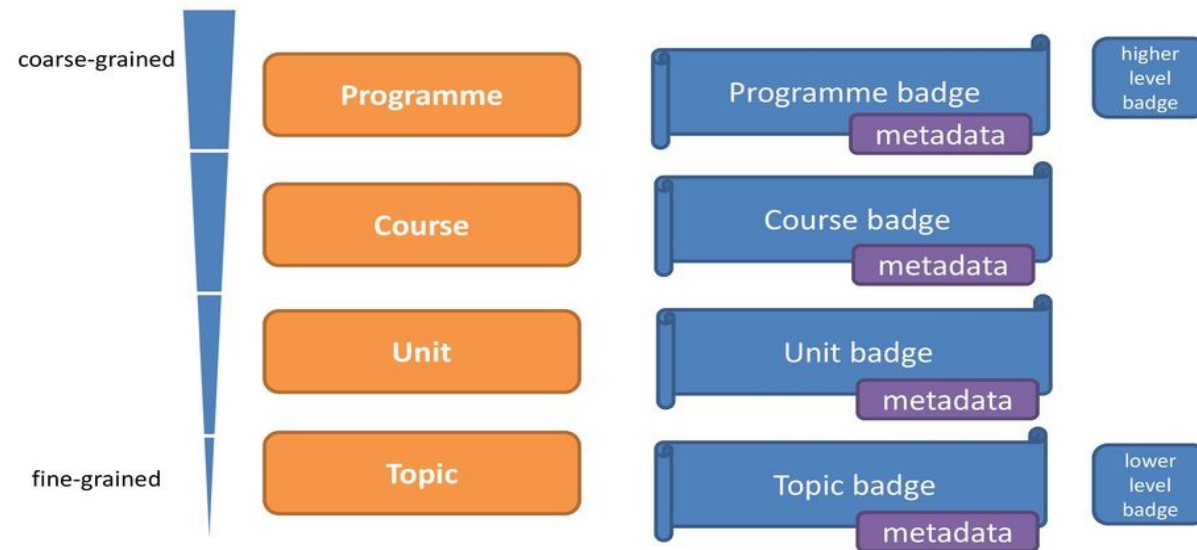 coarse-grained
Programme
Programme badge
metadata
higher
level
badge
Course
Course badge
metadata
Unit
Unit badge
metadata
fine-grained
Topic
Topic badge
metadata
lower
level
badge